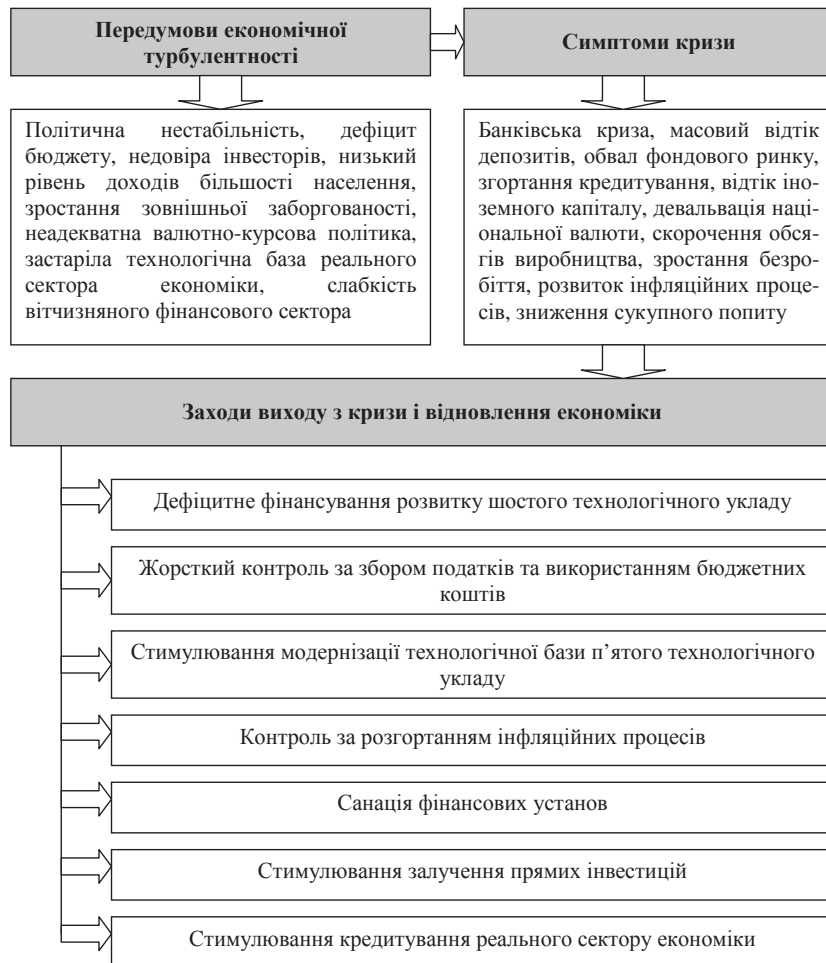 Передумови економічної
турбулентності
Симптоми кризи
Політична нестабільність, дефіцит
бюджету, недовіра інвесторів, низький
рівень доходів більшості населення,
зростання зовнішньої заборгованості,
неадекватна валютно-курсова політика,
застаріла технологічна база реального
сектора економіки, слабкість
вітчизняного фінансового сектора
Банківська криза, масовий відтік
депозитів, обвал фондового ринку,
згортання кредитування, відтік іно-
земного капіталу, девальвація наці-
ональної валюти, скорочення обся-
гів виробництва, зростання безро-
біття, розвиток інфляційних проце-
сів, зниження сукупного попиту
Заходи виходу з кризи і відновлення економіки
Дефіцитне фінансування розвитку шостого технологічного укладу
Жорсткий контроль за збором податків та використанням бюджетних
коштів
Стимулювання модернізації технологічної бази п’ятого технологічного
укладу
Контроль за розгортанням інфляційних процесів
Санація фінансових установ
Стимулювання залучення прямих інвестицій
Стимулювання кредитування реального сектору економіки